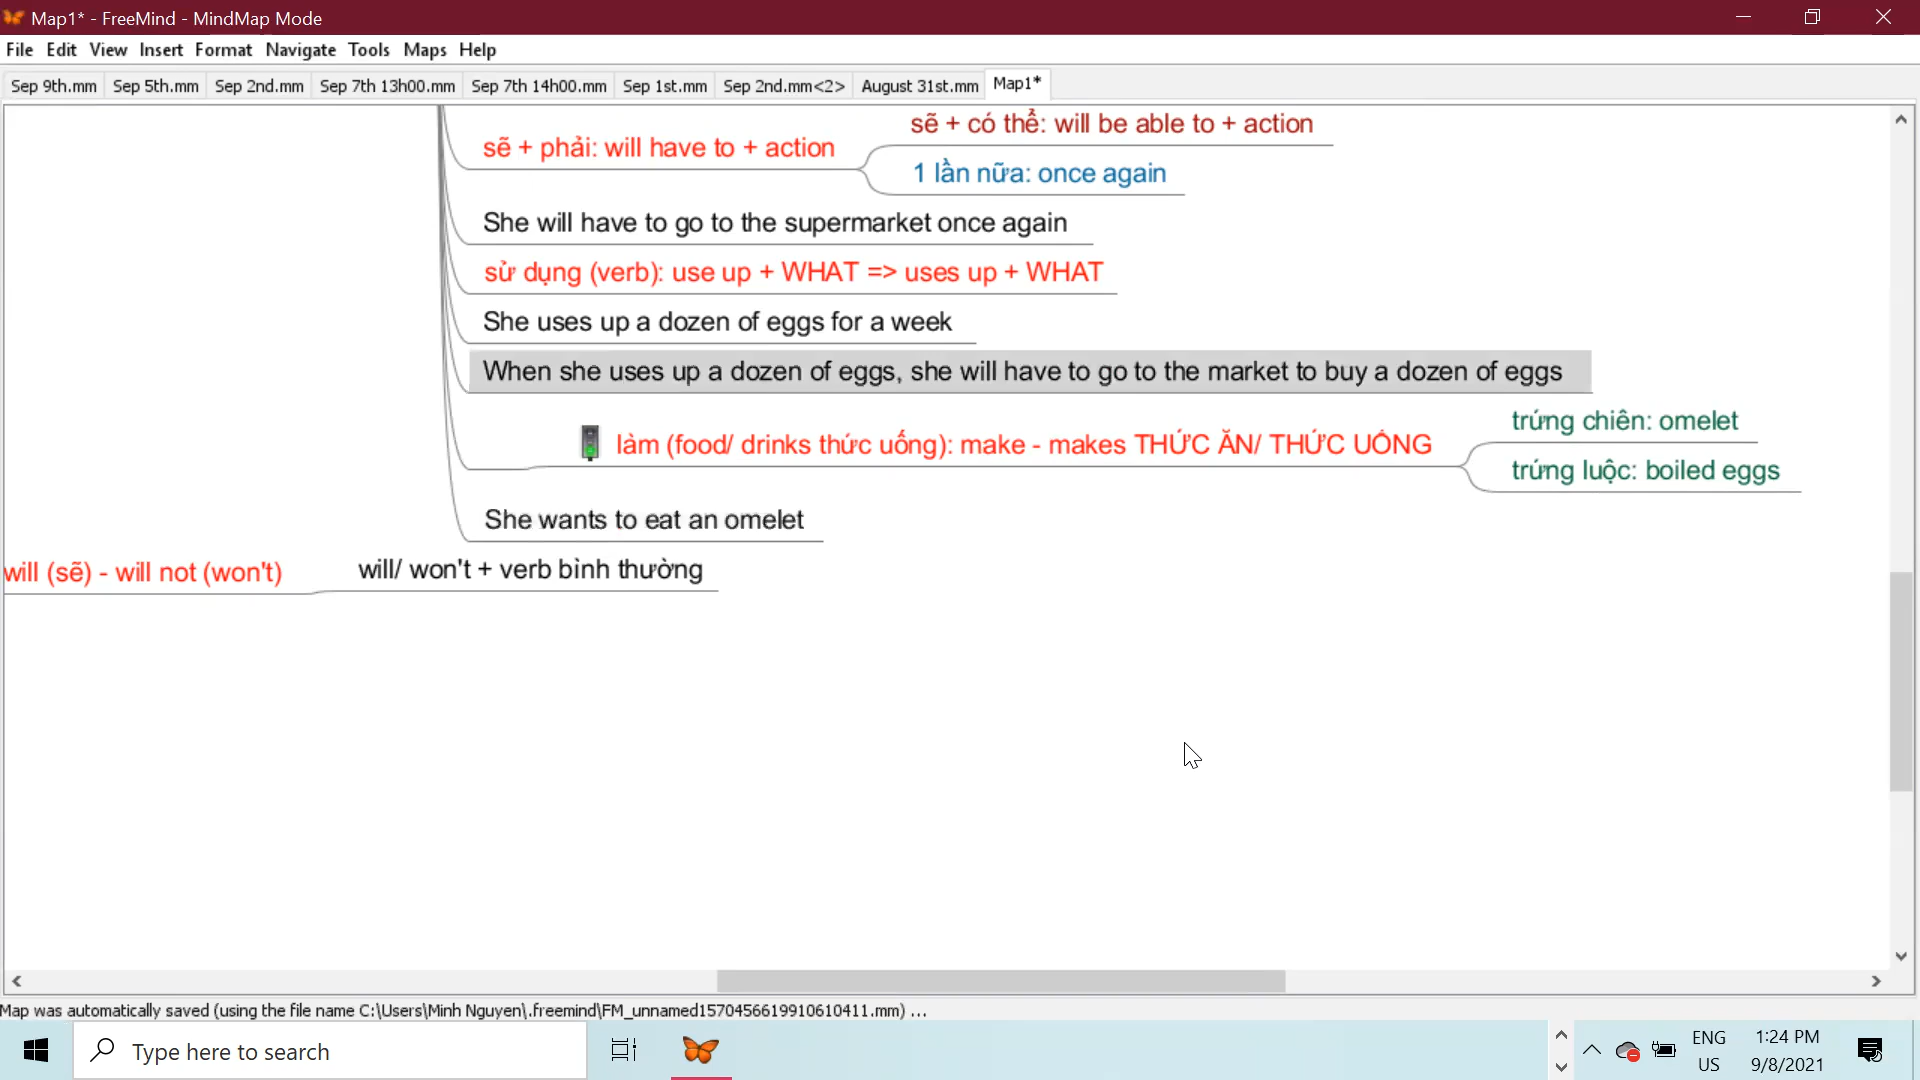 Map1* - FreeMind - MindMap Mode
File Edit View Insert Format Navigate Tools Maps Help
Sep 9th.mm Sep 5th.mm Sep 2nd.mm Sep 7th 13h00.mm Sep 7th 14h00.mm Sep 1st.mm Sep 2nd.mm<2> August 31st.mm Map1*
sẽ + có thể: will be able to + action
sẽ + phải: will have to + action
1 lần nữa: once again
She will have to go to the supermarket once again
sử dụng (verb): use up + WHAT => uses up + WHAT
She uses up a dozen of eggs for a week
When she uses up a dozen of eggs, she will have to go to the market to buy a dozen of eggs
trứng chiên: omelet
làm (food/ drinks thức uống): make - makes THỨC ĂN/ THỨC UỐNG
trứng luộc: boiled eggs
She wants to eat an omelet
will (sẽ) - will not (won't)
will/ won't + verb bình thường
Map was automatically saved (using the file name C:\Users\Minh Nguyen\.freemind\FM_unnamed1570456619910610411.mm) ...
Type here to search
ENG
US
1:24 PM
9/8/2021